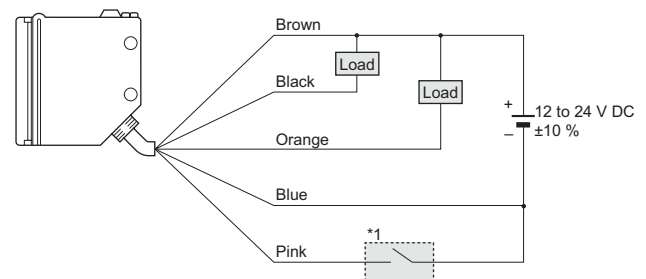 Brown
Load
Black
Load
+
12 to 24 V DC
±10 %
–
Orange
Blue
*1
Pink